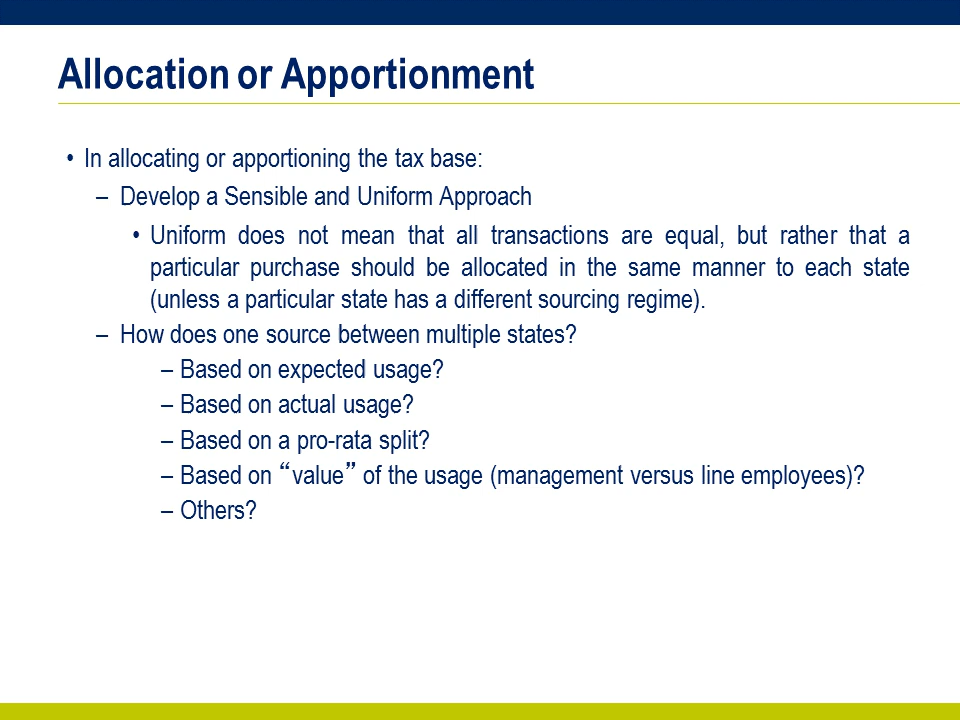 Allocation or Apportionment
• In allocating or apportioning the tax base:
– Develop a Sensible and Uniform Approach
• Uniform does not mean that all transactions are equal, but rather that a
particular purchase should be allocated in the same manner to each state
(unless a particular state has a different sourcing regime).
– How does one source between multiple states?
– Based on expected usage?
– Based on actual usage?
– Based on a pro-rata split?
– Based on “value” of the usage (management versus line employees)?
– Others?